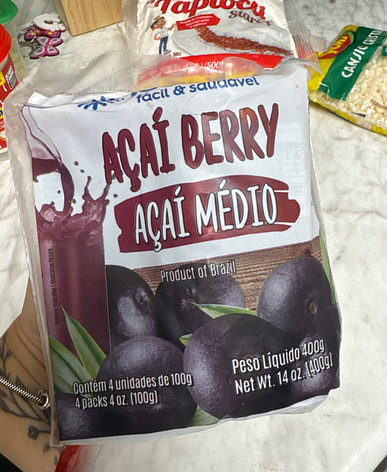 Tapioca
Super
fácil & saudável
AÇAÍ BERRY
AÇAÍ MÉDIO
Product of Brazil
Contém 4 unidades de 100g
4 packs 4 oz. (100g)
Peso Líquido 400g
Net Wt. 14 oz. (400g)